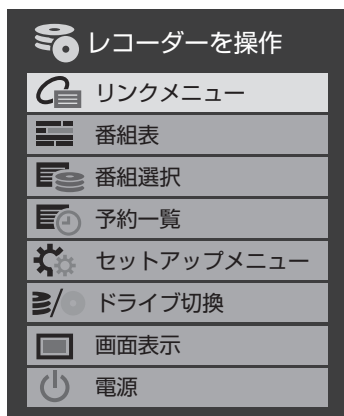 レコーダーを操作
リンクメニュー
番組表
番組選択
予約一覧
セットアップメニュー
ドライブ切換
画面表示
電源